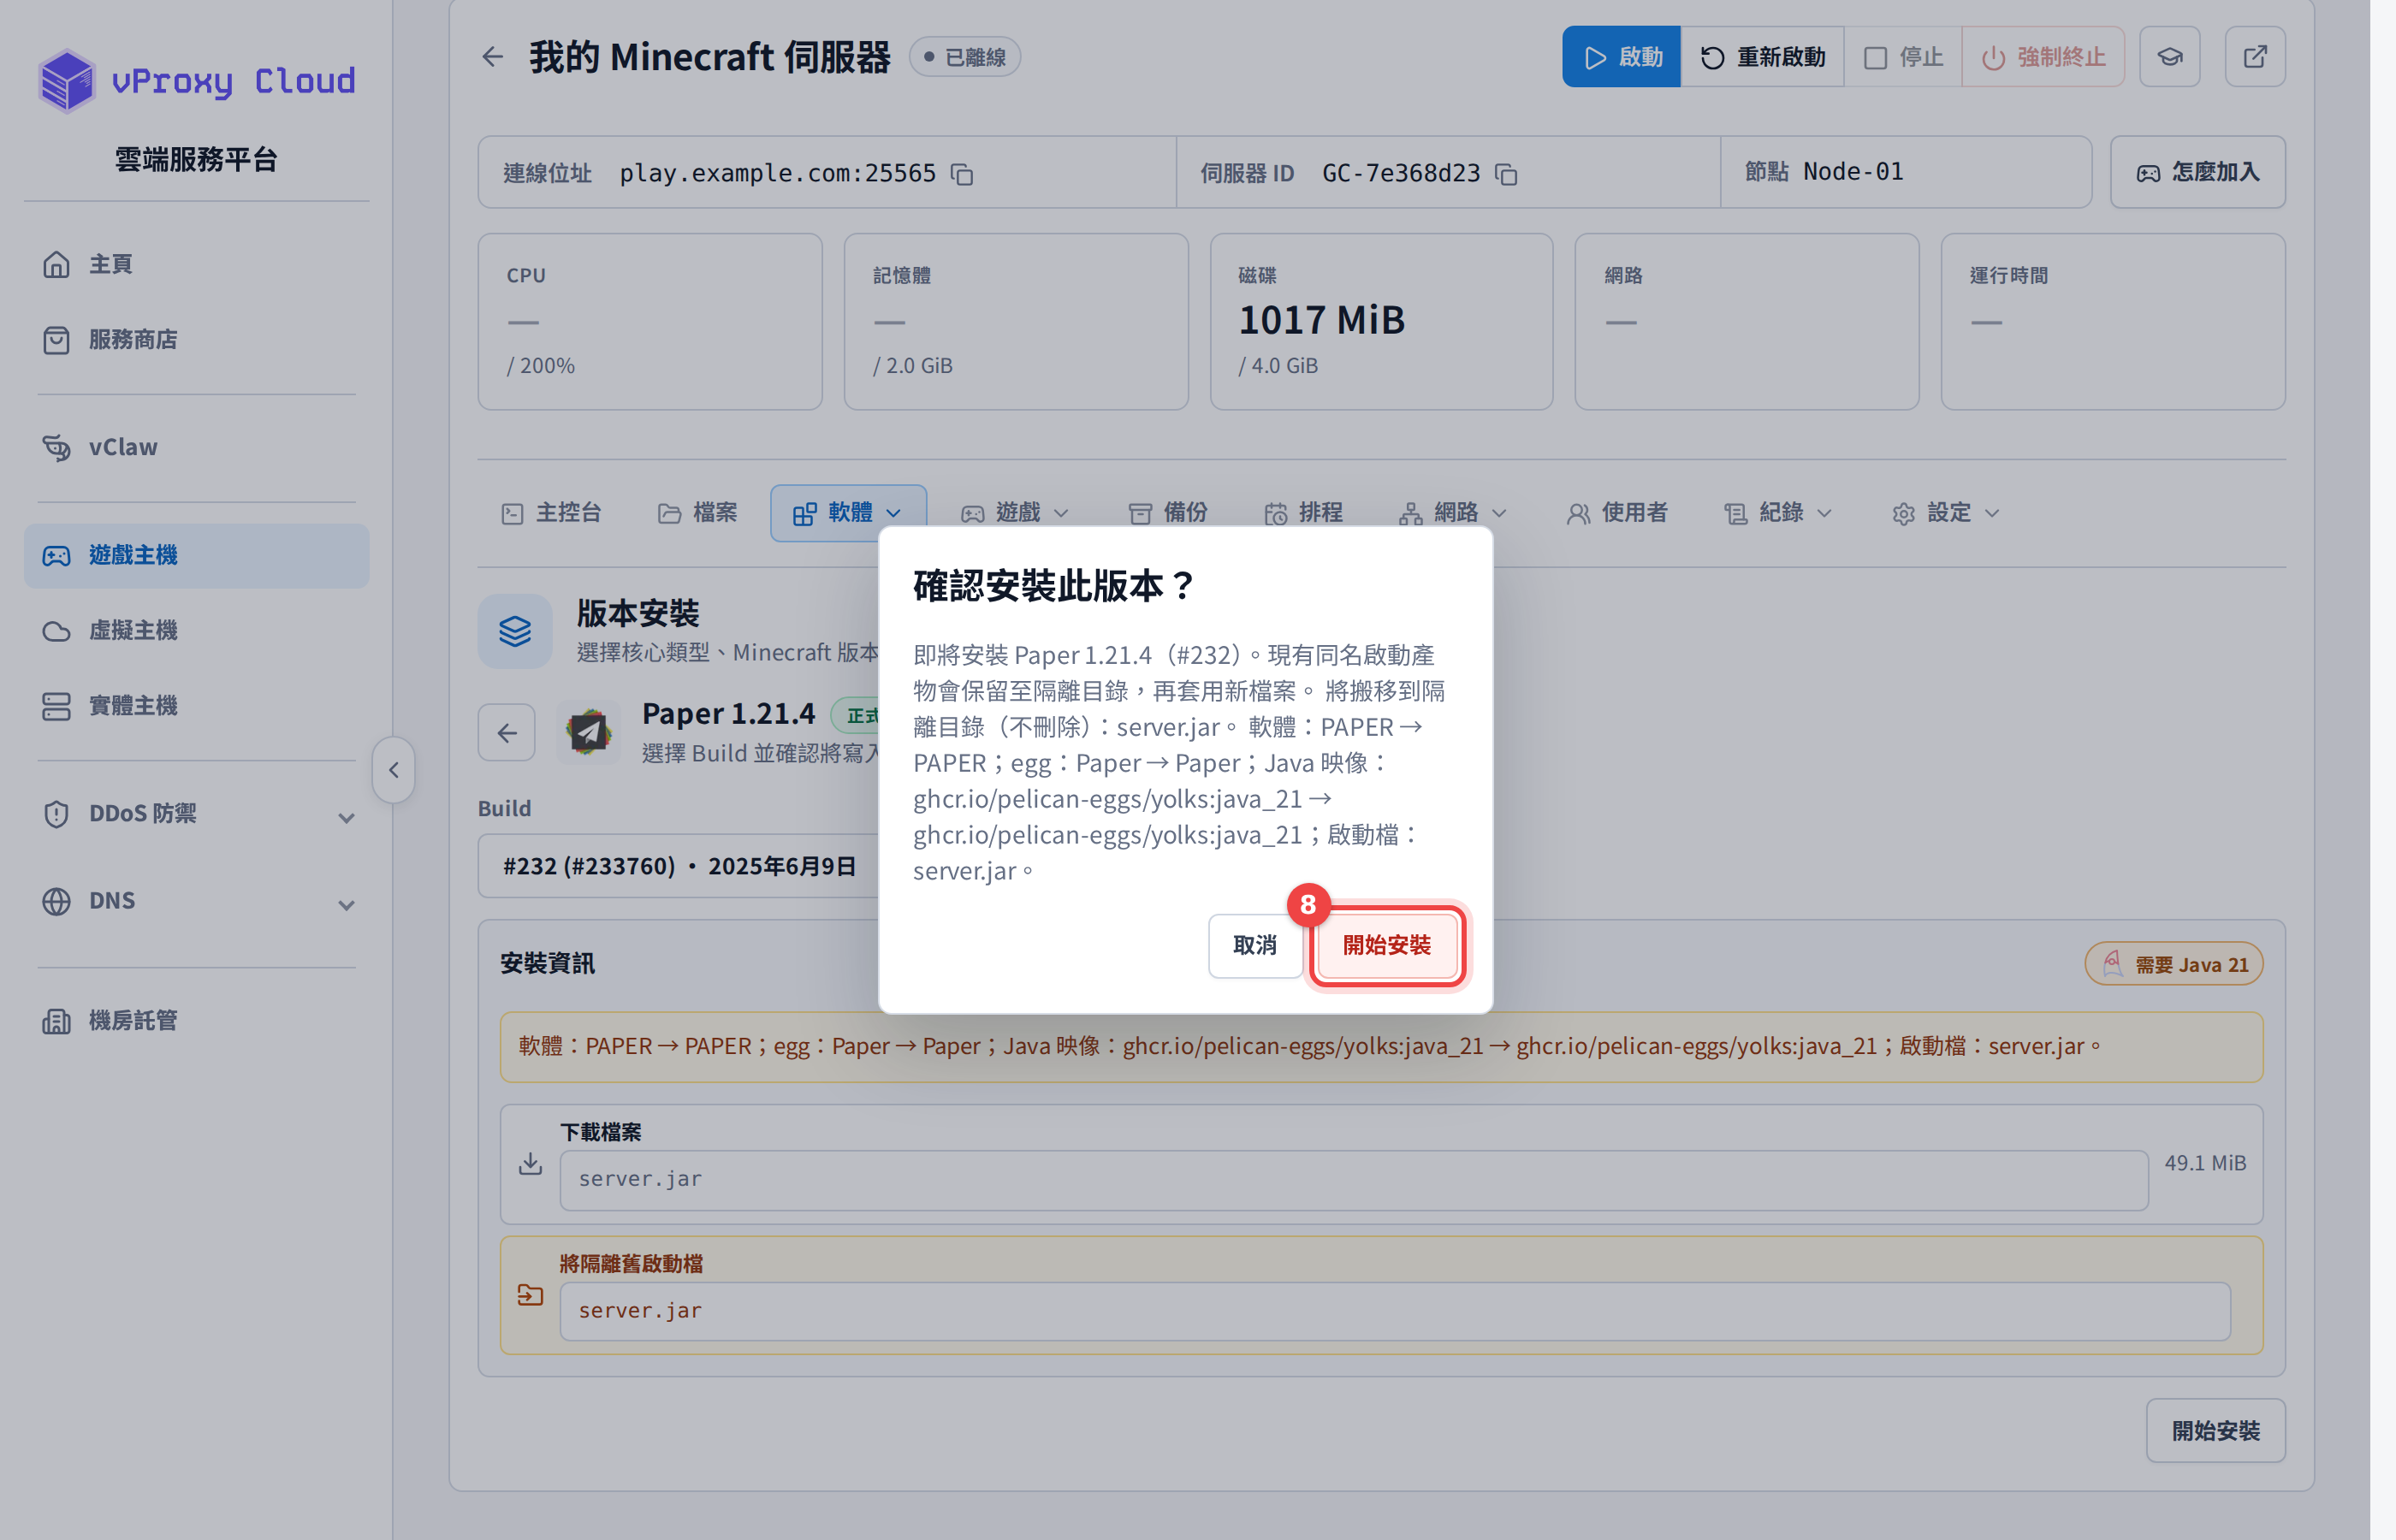 vProxy Cloud
雲端服務平台
主頁
服務商店
vClaw
遊戲主機
虛擬主機
實體主機
DDoS 防禦
DNS
機房託管
我的 Minecraft 伺服器
已離線
啟動
重新啟動
停止
強制終止
連線位址 play.example.com:25565
伺服器 ID GC-7e368d23
節點 Node-01
怎麼加入
CPU
—
/ 200%
記憶體
—
/ 2.0 GiB
磁碟
1017 MiB
/ 4.0 GiB
網路
—
運行時間
—
主控台
檔案
軟體
遊戲
備份
排程
網路
使用者
紀錄
設定
版本安裝
選擇核心類型、Minecraft 版本
Paper 1.21.4
正式
選擇 Build 並確認將寫入
Build
#232 (#233760) · 2025年6月9日
確認安裝此版本？
即將安裝 Paper 1.21.4（#232）。現有同名啟動產
物會保留至隔離目錄，再套用新檔案。 將搬移到隔
離目錄（不刪除）：server.jar。 軟體：PAPER →
PAPER；egg：Paper → Paper；Java 映像：
ghcr.io/pelican-eggs/yolks:java_21 →
ghcr.io/pelican-eggs/yolks:java_21；啟動檔：
server.jar。
8
取消
開始安裝
安裝資訊
需要 Java 21
軟體：PAPER → PAPER；egg：Paper → Paper；Java 映像：ghcr.io/pelican-eggs/yolks:java_21 → ghcr.io/pelican-eggs/yolks:java_21；啟動檔：server.jar。
下載檔案
server.jar
49.1 MiB
將隔離舊啟動檔
server.jar
開始安裝